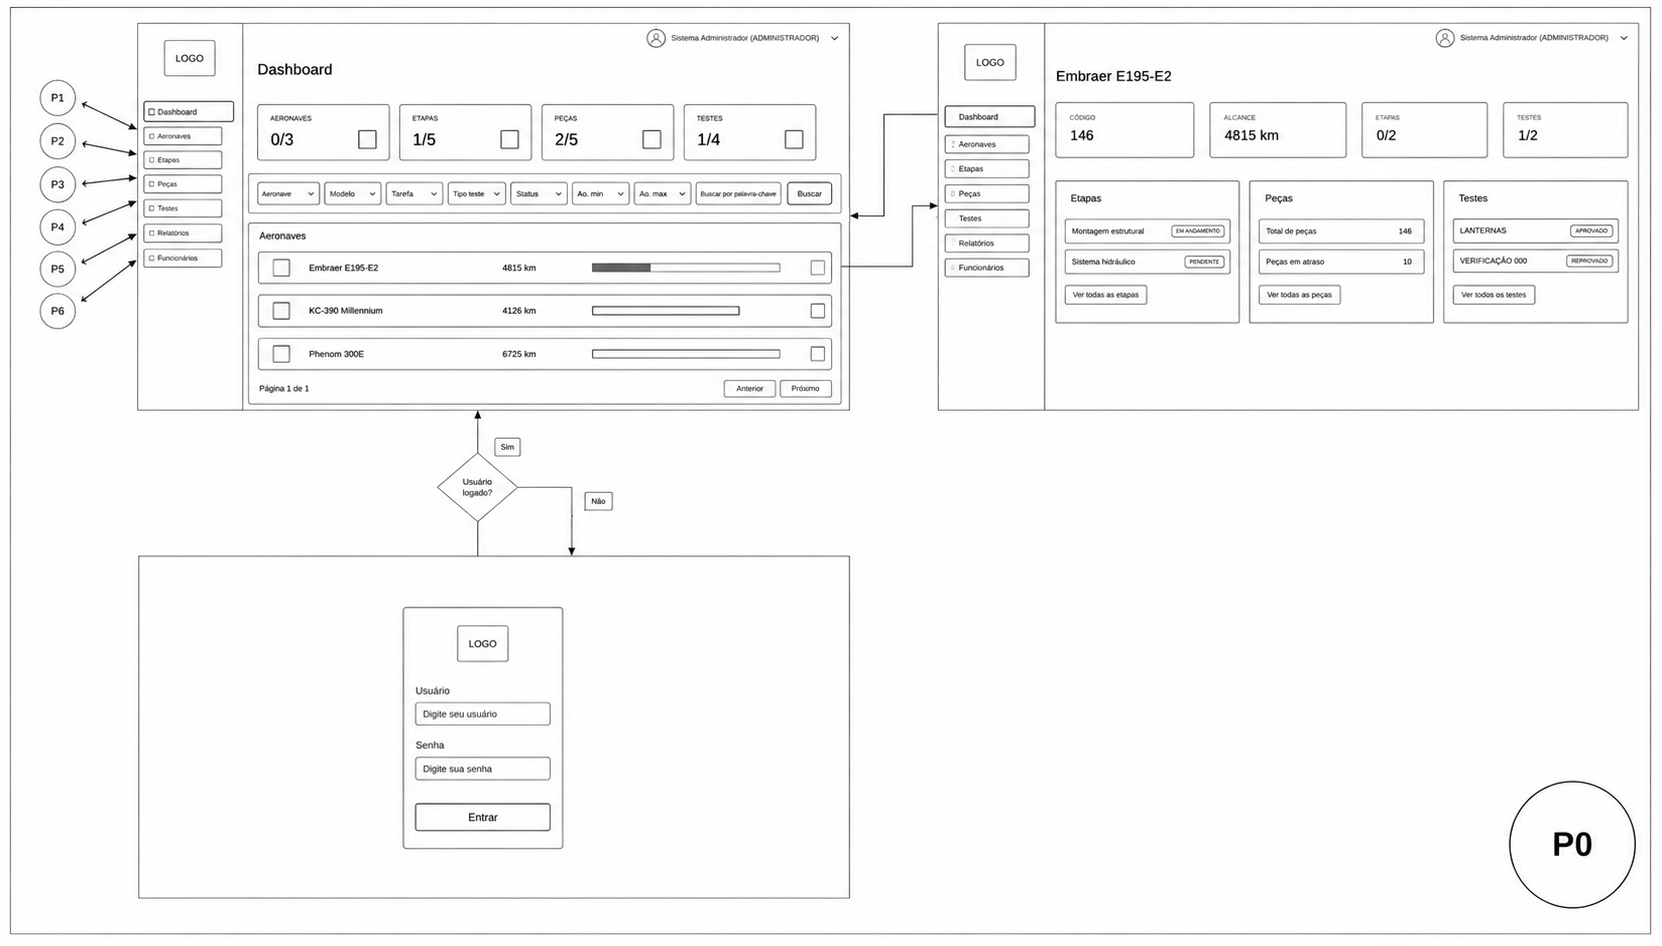 P1
P2
P3
P4
P5
P6
LOGO
Dashboard
Aeronaves
Etapas
Peças
Testes
Relatórios
Funcionários
Sistema Administrador (ADMINISTRADOR)
Dashboard
AERONAVES
0/3
ETAPAS
1/5
PEÇAS
2/5
TESTES
1/4
Aeronave Modelo Tarefa Tipo teste Status Ao. min Ao. max Buscar por palavra-chave Buscar
Aeronaves
Embraer E195-E2 4815 km
KC-390 Millennium 4126 km
Phenom 300E 6725 km
Página 1 de 1 Anterior Próximo
LOGO
Dashboard
Aeronaves
Etapas
Peças
Testes
Relatórios
Funcionários
Sistema Administrador (ADMINISTRADOR)
Embraer E195-E2
CÓDIGO
146
ALCANCE
4815 km
ETAPAS
0/2
TESTES
1/2
Etapas
Montagem estrutural EM ANDAMENTO
Sistema hidráulico PENDENTE
Ver todas as etapas
Peças
Total de peças 146
Peças em atraso 10
Ver todas as peças
Testes
LANTERNAS APROVADO
VERIFICAÇÃO 000 REPROVADO
Ver todos os testes
Sim
Usuário
logado?
Não
LOGO
Usuário
Digite seu usuário
Senha
Digite sua senha
Entrar
P0